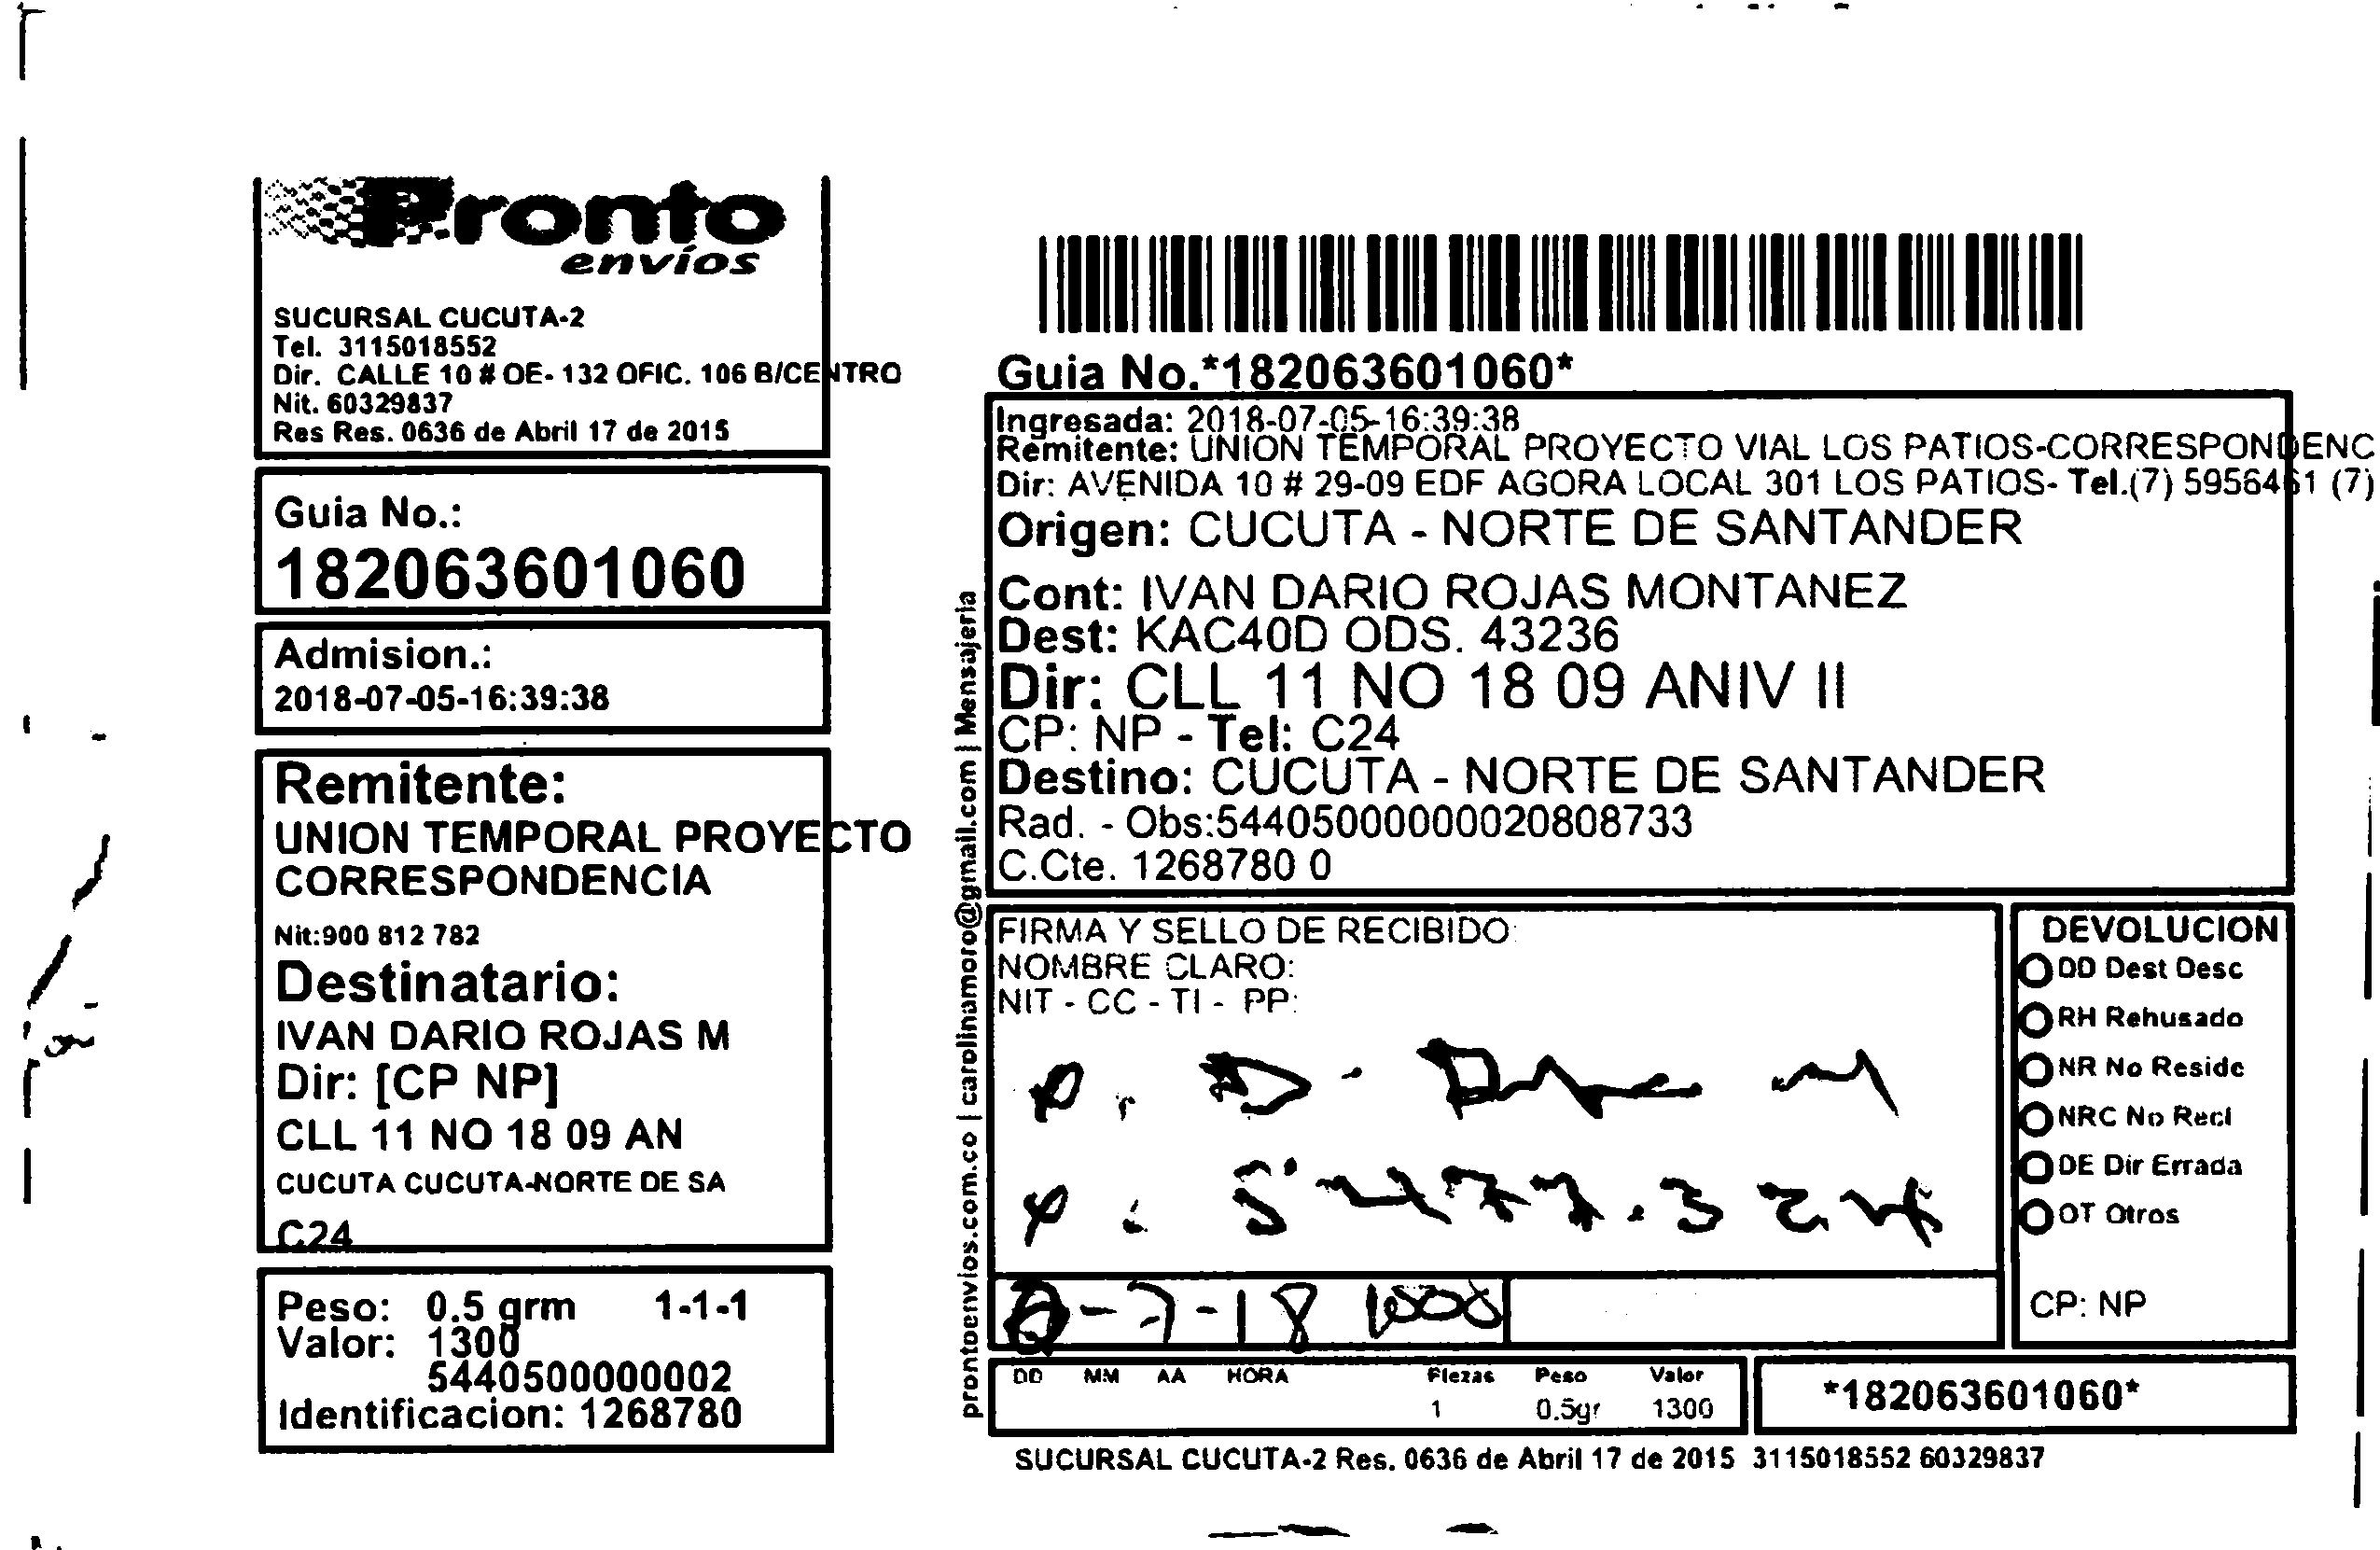 Pronto
envíos
SUCURSAL CUCUTA-2
Tel. 3115018552
Dir. CALLE 10 # OE- 132 OFIC. 106 B/CENTRO
Nit. 60329837
Res Res. 0636 de Abril 17 de 2015
Guia No.:
182063601060
Admision.:
2018-07-05-16:39:38
Remitente:
UNION TEMPORAL PROYECTO
CORRESPONDENCIA
Nit:900 812 782
Destinatario:
IVAN DARIO ROJAS M
Dir: [CP NP]
CLL 11 NO 18 09 AN
CUCUTA CUCUTA-NORTE DE SA
C24
Peso: 0.5 grm 1-1-1
Valor: 1300
5440500000002
Identificacion: 1268780
prontoenvios.com.co | carolinamoro@gmail.com | Mensajeria
Guia No.*182063601060*
Ingresada: 2018-07-05-16:39:38
Remitente: UNION TEMPORAL PROYECTO VIAL LOS PATIOS-CORRESPONDENC
Dir: AVENIDA 10 # 29-09 EDF AGORA LOCAL 301 LOS PATIOS- Tel.(7) 5956461 (7)
Origen: CUCUTA - NORTE DE SANTANDER
Cont: IVAN DARIO ROJAS MONTANEZ
Dest: KAC40D ODS. 43236
Dir: CLL 11 NO 18 09 ANIV II
CP: NP - Tel: C24
Destino: CUCUTA - NORTE DE SANTANDER
Rad. - Obs:544050000000020808733
C.Cte. 1268780 0
FIRMA Y SELLO DE RECIBIDO:
NOMBRE CLARO:
NIT - CC - TI - PP:
DEVOLUCION
DD Dest Desc
RH Rehusado
NR No Reside
NRC No Recl
DE Dir Errada
OT Otros
CP: NP
DD MM AA HORA Piezas Peso Valor
1 0.5gr 1300
*182063601060*
SUCURSAL CUCUTA-2 Res. 0636 de Abril 17 de 2015 3115018552 60329837